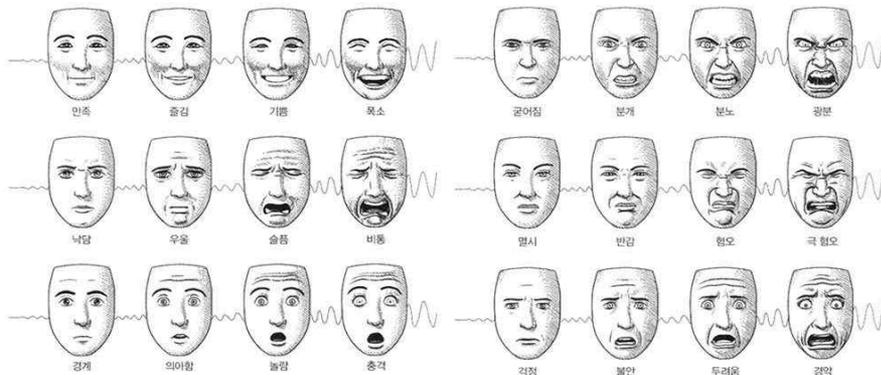 만족 즐김 기쁨 폭소 굳어짐 분개 분노 광분
낙담 우울 슬픔 비통 멸시 반감 혐오 극 혐오
경계 의아함 놀람 충격 걱정 불안 두려움 경악